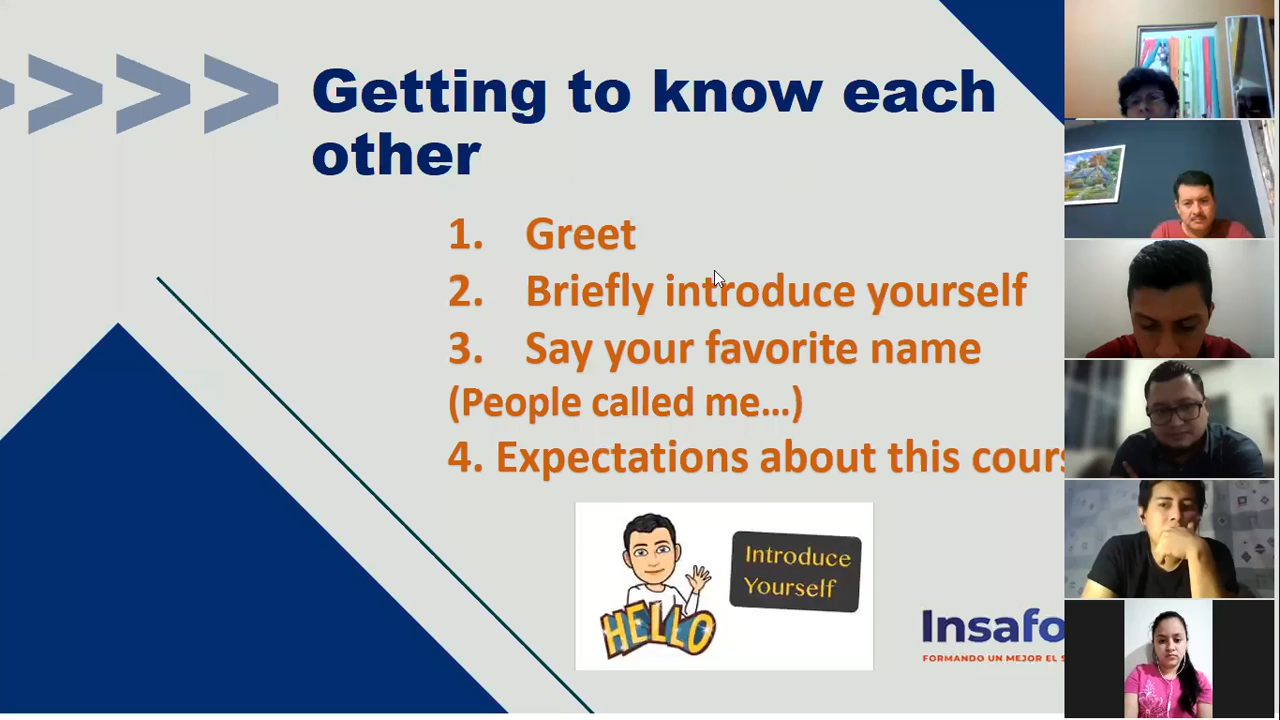 Getting to know each
other
1. Greet
2. Briefly introduce yourself
3. Say your favorite name
(People called me...)
4. Expectations about this cours
Introduce
Yourself
HELLO
Insafo
FORMANDO UN MEJOR EL S